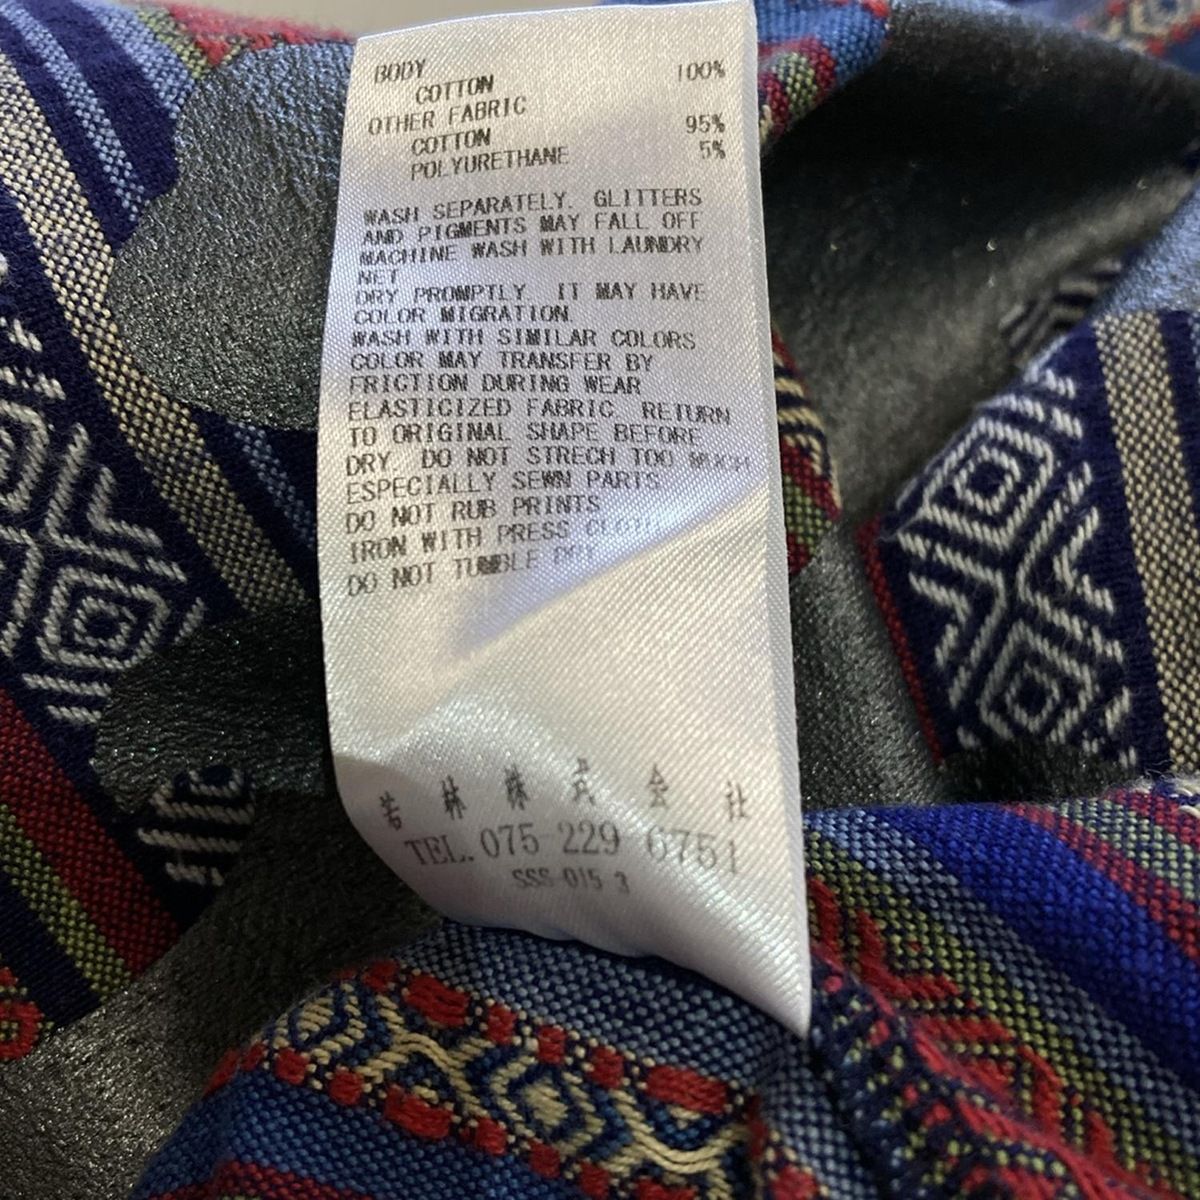 BODY
COTTON 100%
OTHER FABRIC
COTTON 95%
POLYURETHANE 5%
WASH SEPARATELY. GLITTERS
AND PIGMENTS MAY FALL OFF
MACHINE WASH WITH LAUNDRY
NET
DRY PROMPTLY IT MAY HAVE
COLOR MIGRATION
WASH WITH SIMILAR COLORS
COLOR MAY TRANSFER BY
FRICTION DURING WEAR
ELASTICIZED FABRIC. RETURN
TO ORIGINAL SHAPE BEFORE
DRY. DO NOT STRECH TOO MUCH
ESPECIALLY SEWN PARTS
DO NOT RUB PRINTS
IRON WITH PRESS CLOTH
DO NOT TUMBLE DRY
若林株式会社
TEL. 075-229-6751
SSS-015 3